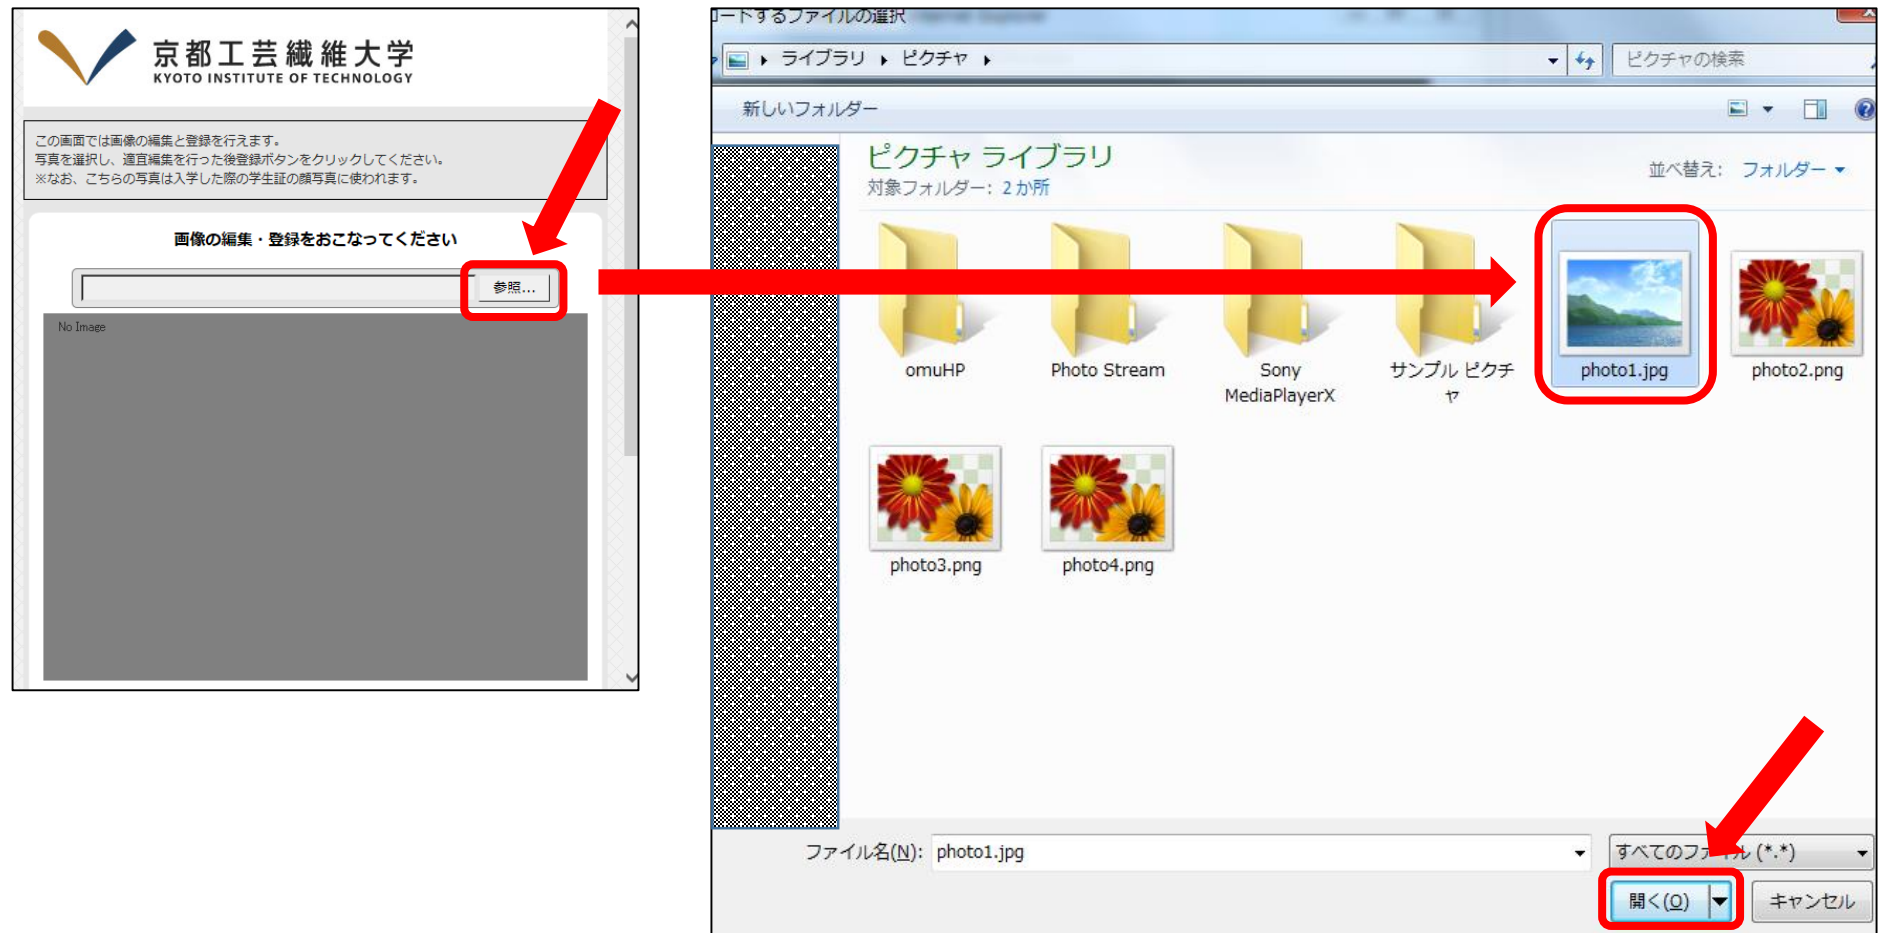 京都工芸繊維大学
KYOTO INSTITUTE OF TECHNOLOGY
この画面では画像の編集と登録を行えます。
写真を選択し、適宜編集を行った後登録ボタンをクリックしてください。
※なお、こちらの写真は入学した際の学生証の顔写真に使われます。
画像の編集・登録をおこなってください
参照...
No Image
ロードするファイルの選択
ライブラリ ▸ ピクチャ ▸
ピクチャの検索
新しいフォルダー
ピクチャ ライブラリ
対象フォルダー: 2 か所
並べ替え: フォルダー
omuHP
Photo Stream
Sony
MediaPlayerX
サンプル ピクチ
ャ
photo1.jpg
photo2.png
photo3.png
photo4.png
ファイル名(N): photo1.jpg
すべてのファイル (*.*)
開く(O)
キャンセル